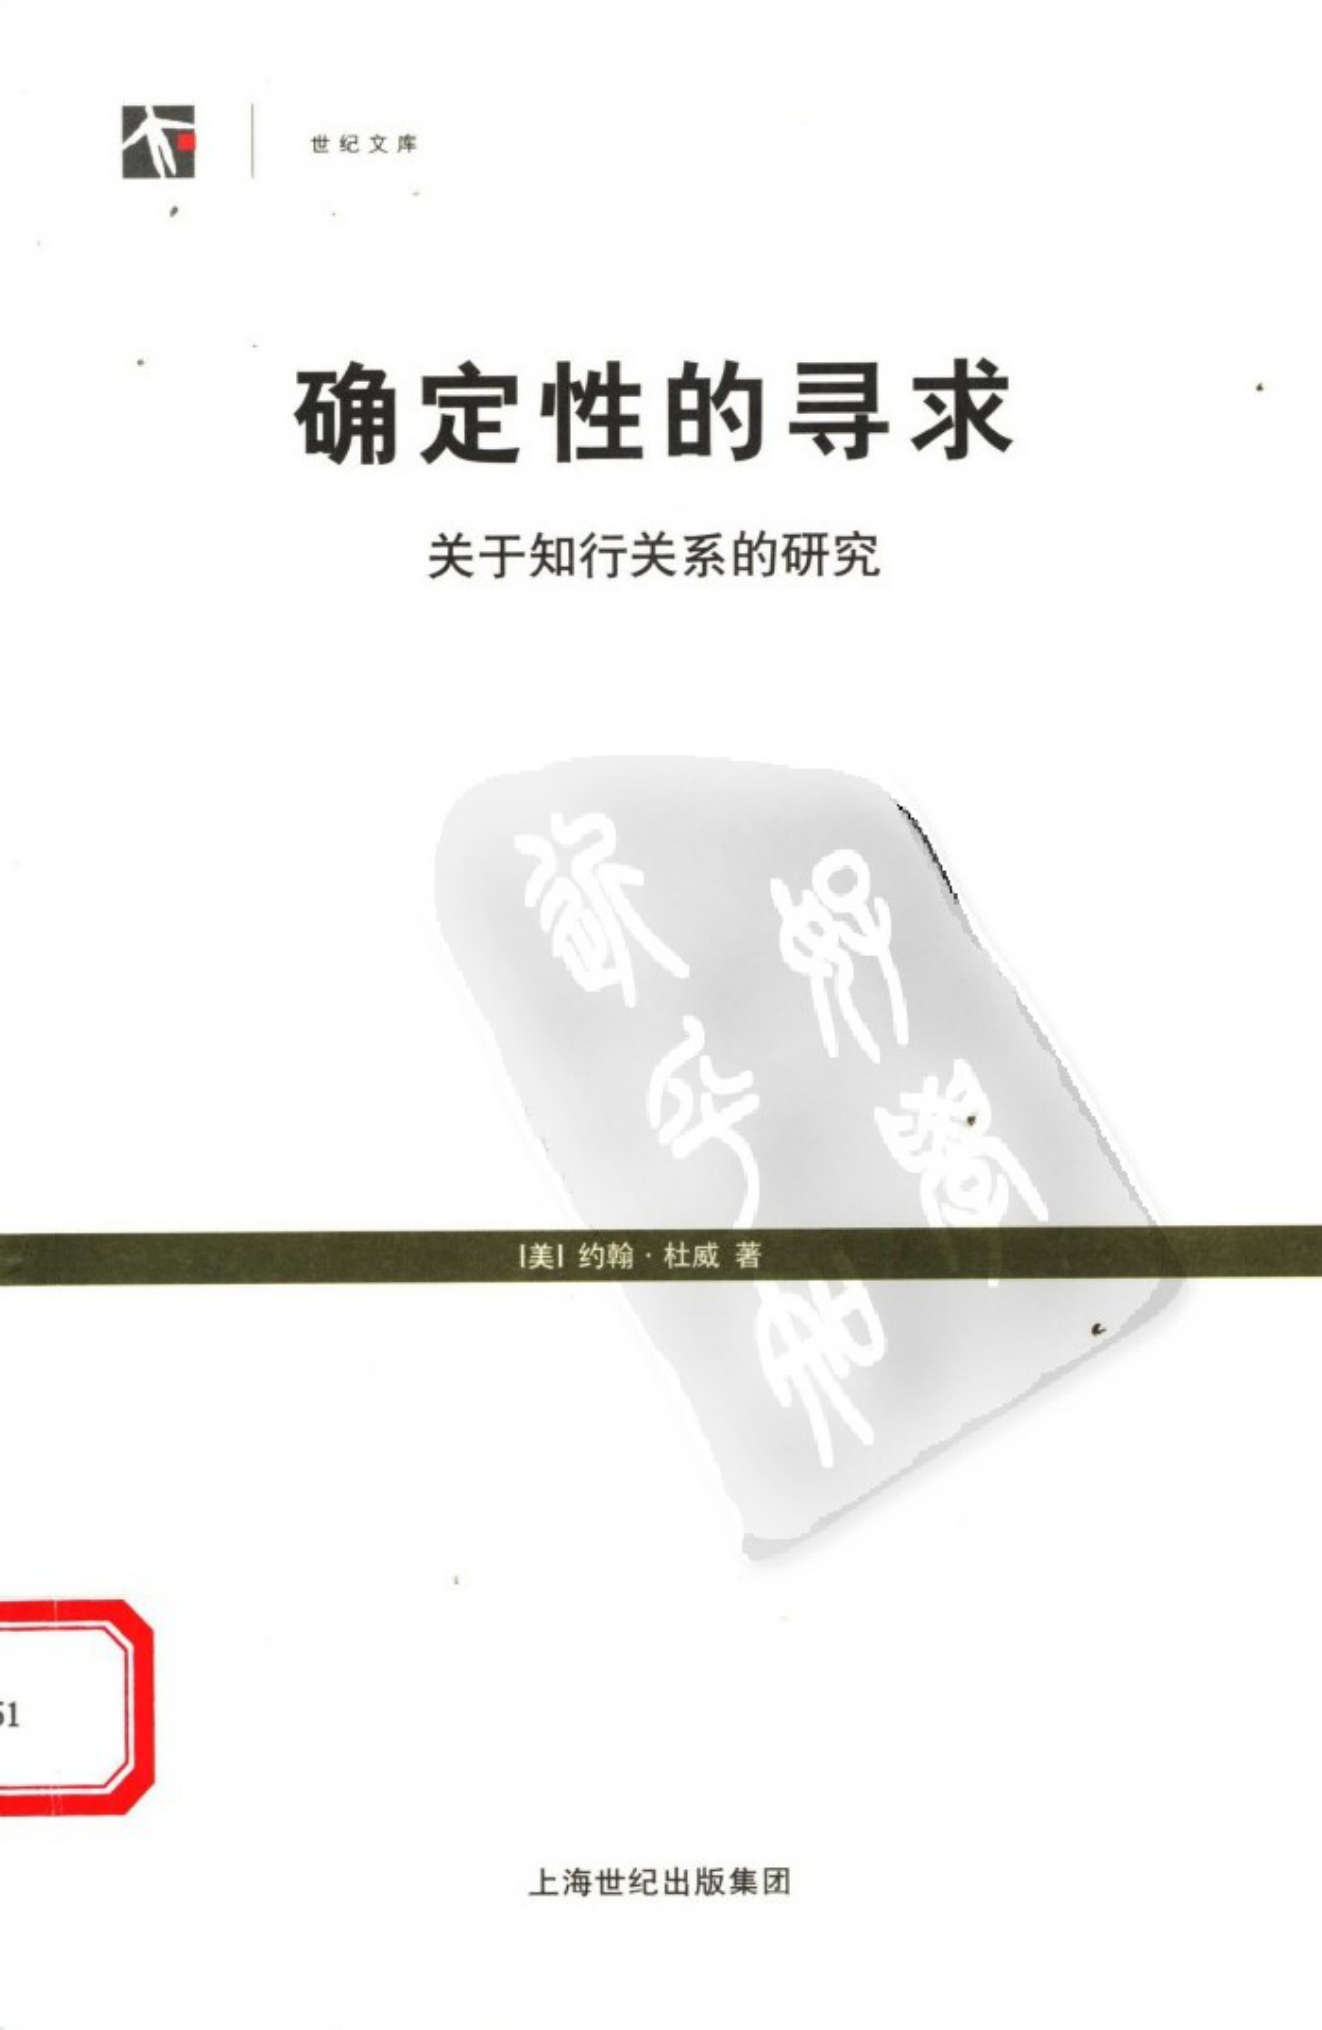 世纪文库
确定性的寻求
关于知行关系的研究
[美] 约翰·杜威 著
51
上海世纪出版集团